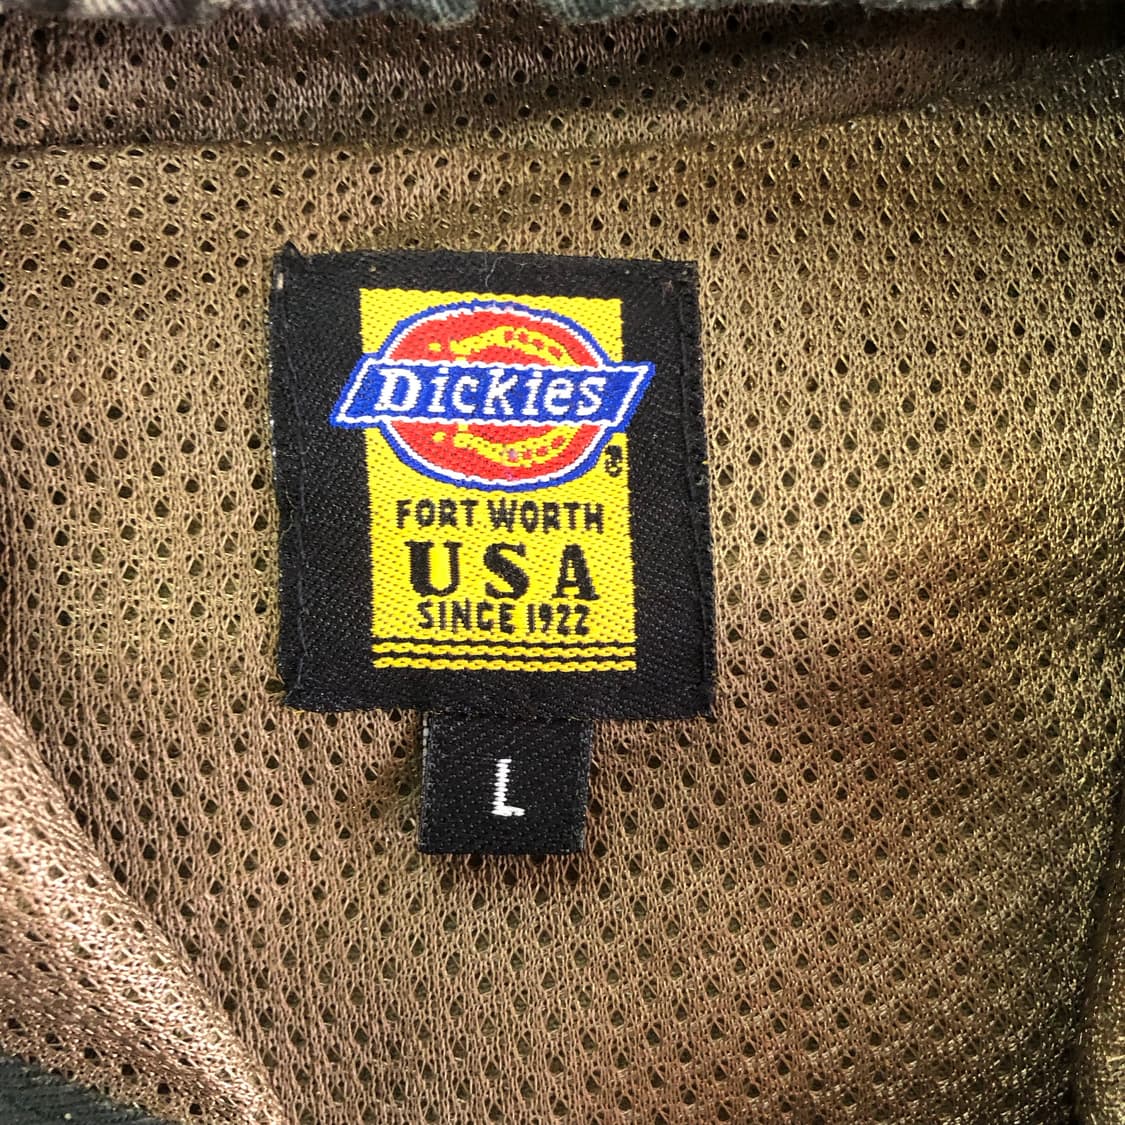 Dickies
®
FORT WORTH
USA
SINCE 1922
L